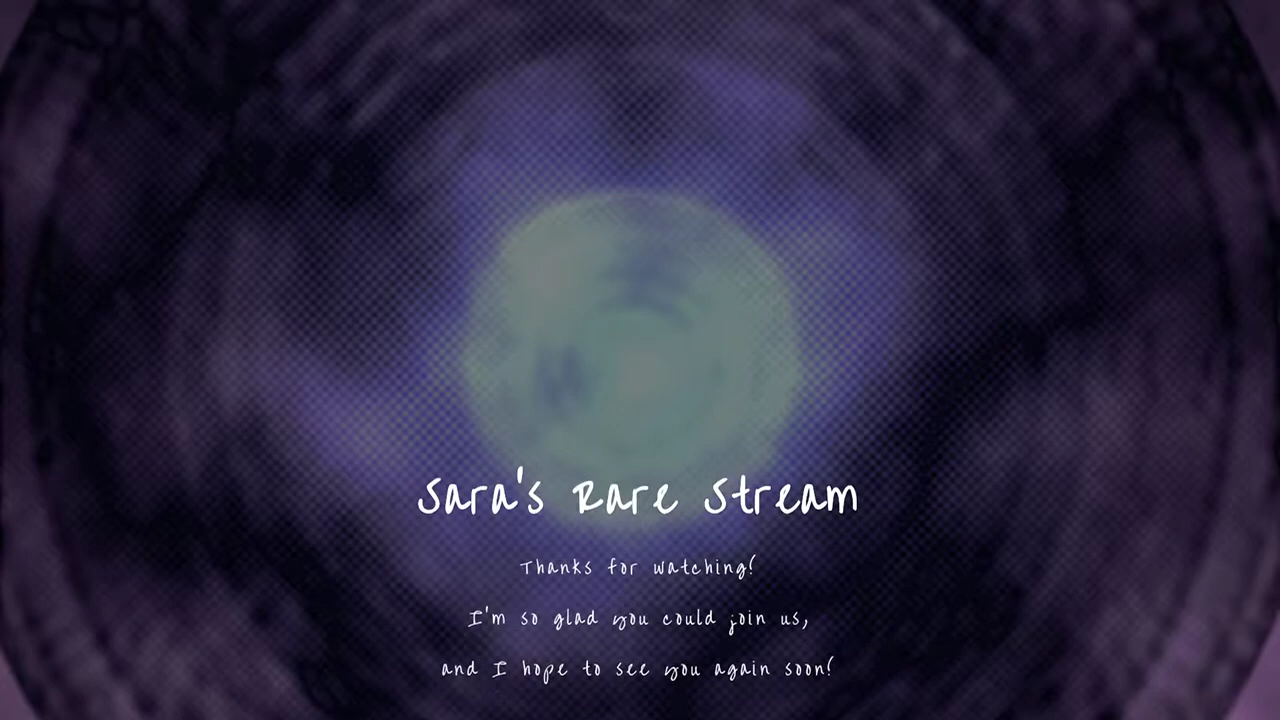 Sara's Rare Stream
Thanks for watching!
I'm so glad you could join us,
and I hope to see you again soon!